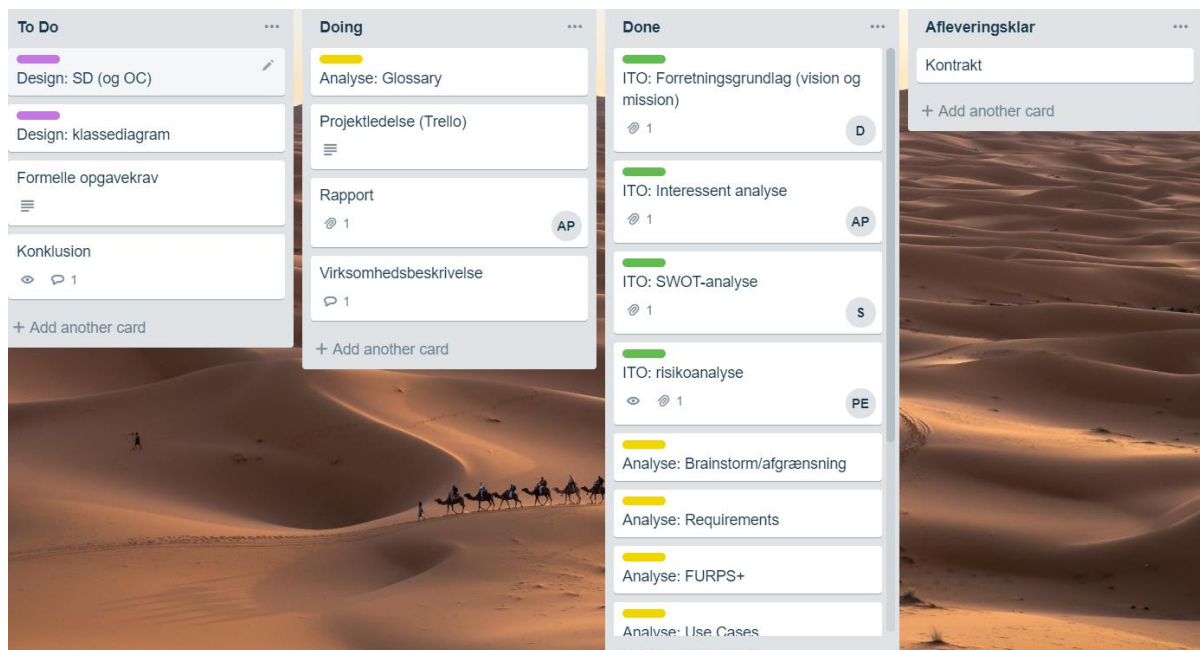 To Do
Design: SD (og OC)
Design: klassediagram
Formelle opgavekrav
Konklusion
1
+ Add another card
Doing
Analyse: Glossary
Projektledelse (Trello)
Rapport
1
AP
Virksomhedsbeskrivelse
1
+ Add another card
Done
ITO: Forretningsgrundlag (vision og
mission)
1
D
ITO: Interessent analyse
1
AP
ITO: SWOT-analyse
1
S
ITO: risikoanalyse
1
PE
Analyse: Brainstorm/afgrænsning
Analyse: Requirements
Analyse: FURPS+
Analyse: Use Cases
Afleveringsklar
Kontrakt
+ Add another card